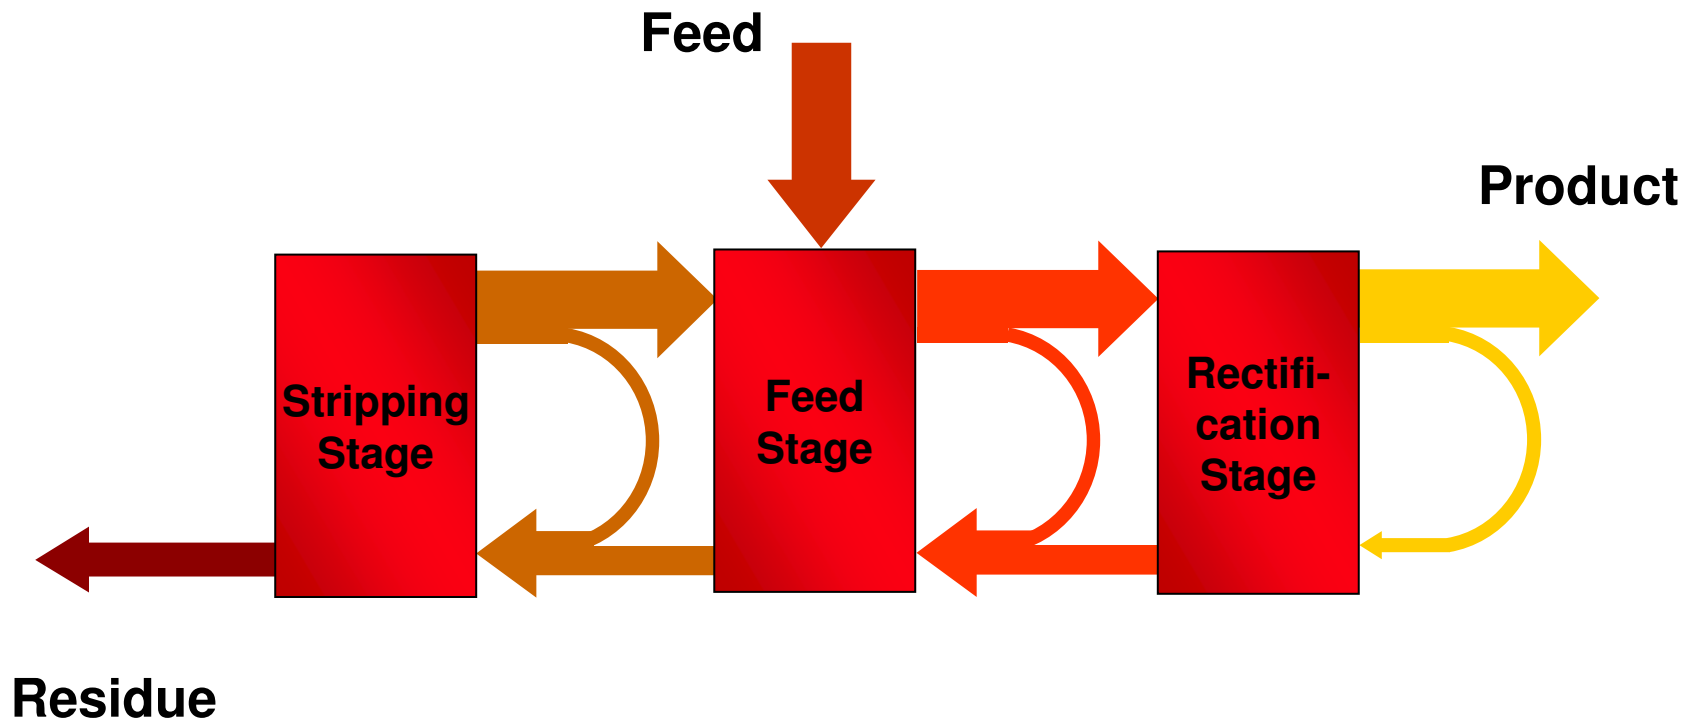 Feed
Product
Stripping
Stage
Feed
Stage
Rectifi-
cation
Stage
Residue